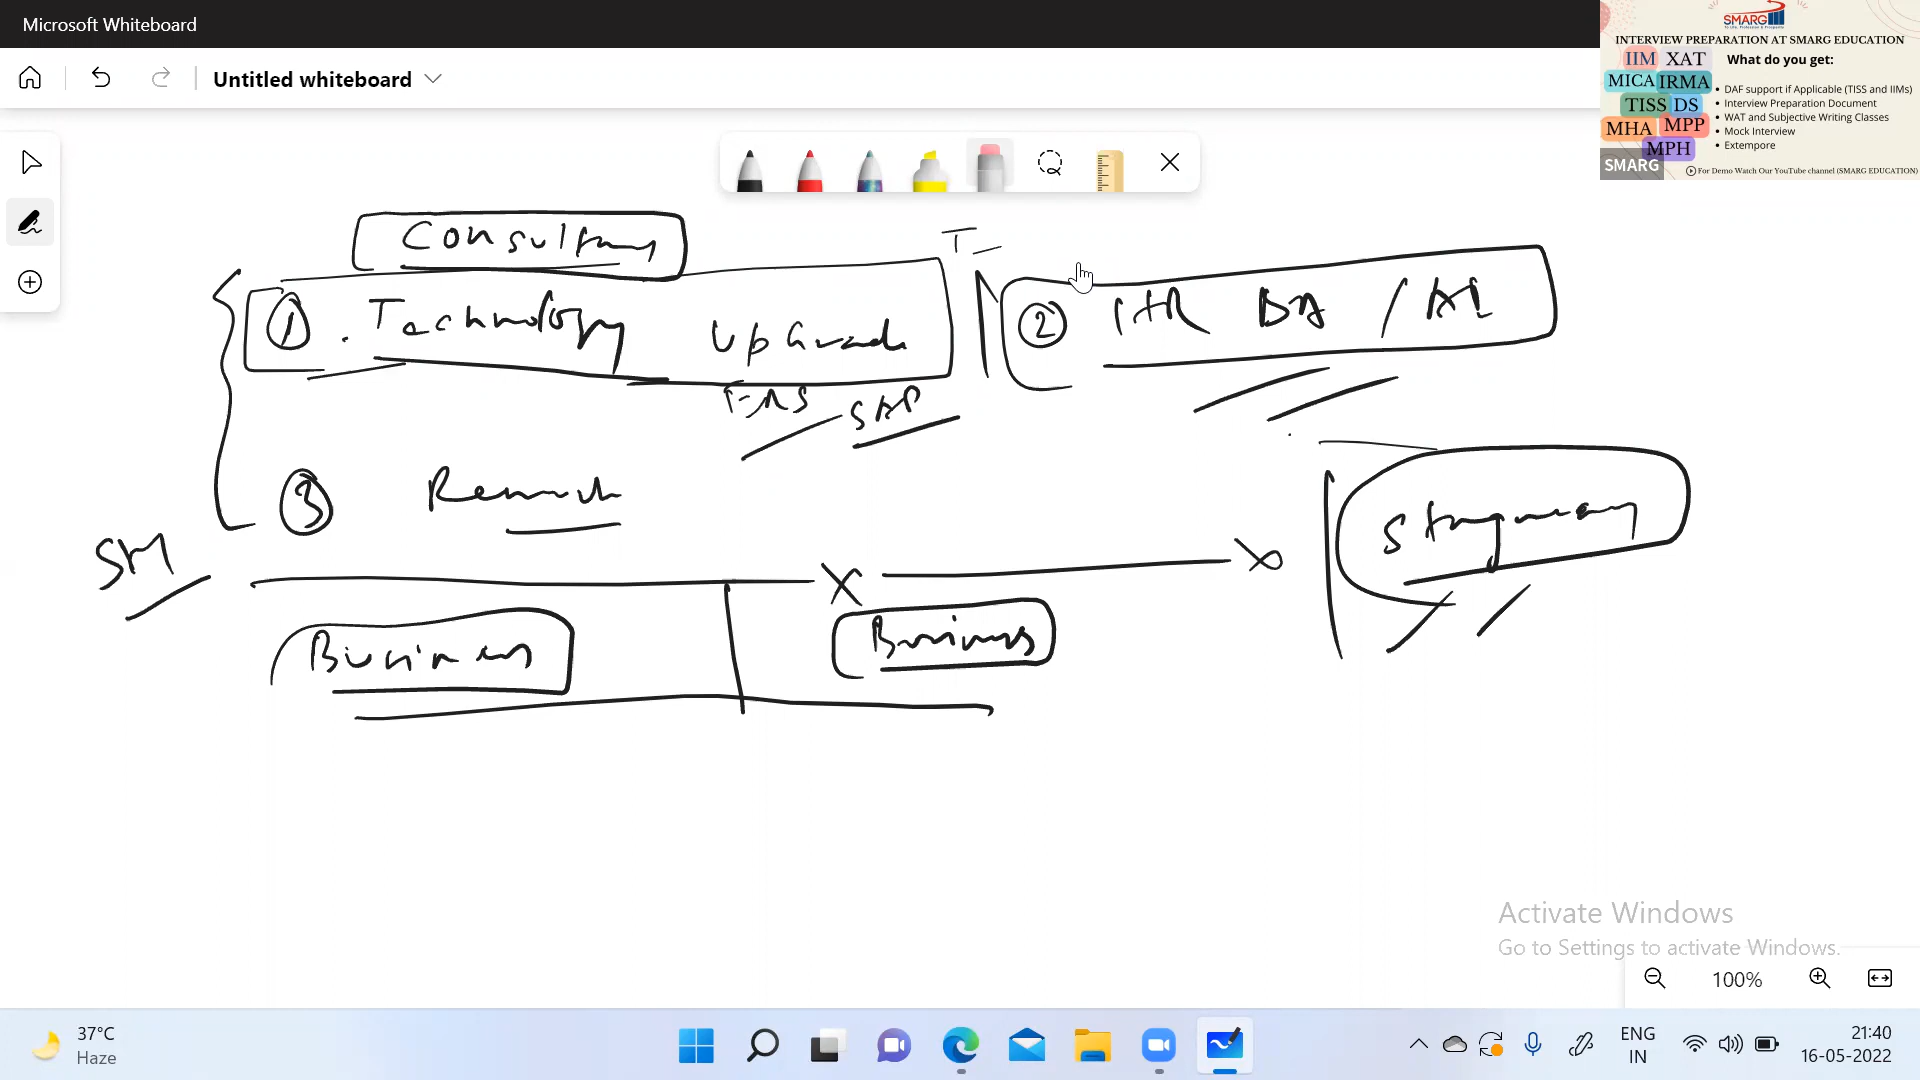 Microsoft Whiteboard
Untitled whiteboard
SMARG
INTERVIEW PREPARATION AT SMARG EDUCATION
IIM XAT
MICA IRMA
TISS DS
MHA MPP
MPH
SMARG
What do you get:
• DAF support if Applicable (TISS and IIMs)
• Interview Preparation Document
• WAT and Subjective Writing Classes
• Mock Interview
• Extempore
For Demo Watch Our YouTube channel (SMARG EDUCATION)
Consultancy
T
1 . Technology Upgrade
2 HR DA /
SAP
3 Research
SM
X
Business
Business
Activate Windows
Go to Settings to activate Windows.
100%
37°C
Haze
ENG
IN
21:40
16-05-2022